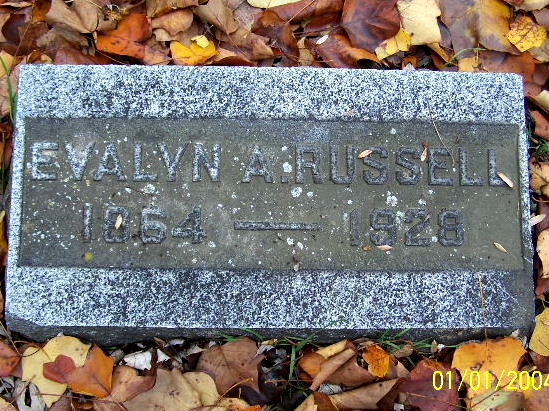 EVALYN A. RUSSELL
1864 — 1928
01/01/2004